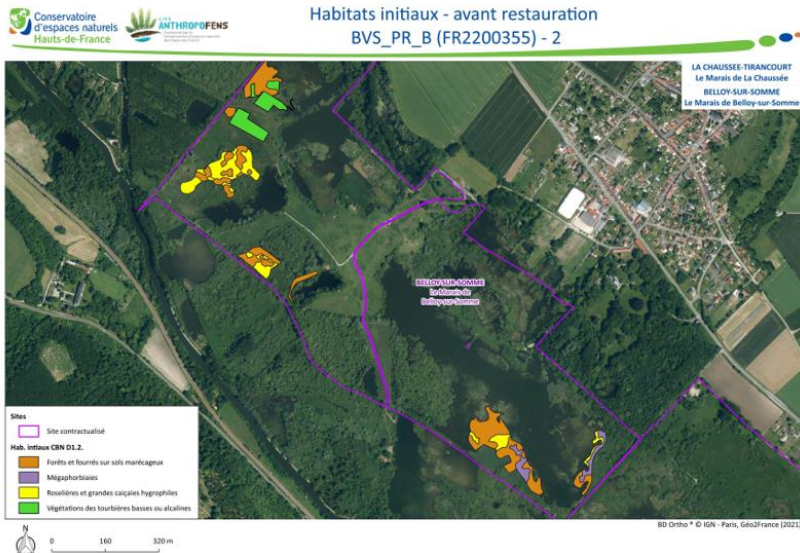 Conservatoire
d'espaces naturels
Hauts-de-France
LIFE
ANTHROPOFENS
Habitats initiaux - avant restauration
BVS_PR_B (FR2200355) - 2
LA CHAUSSEE-TIRANCOURT
Le Marais de La Chaussée
BELLOY-SUR-SOMME
Le Marais de Belloy-sur-Somme
BELLOY-SUR-SOMME
Le Marais de
Belloy-sur-Somme
Sites
Site contractualisé
Hab. intiaux CBN D1.2.
Forêts et fourrés sur sols marécageux
Mégaphorbiaies
Roselières et grandes caiçaies hygrophiles
Végétations des tourbières basses ou alcalines
BD Ortho ® © IGN - Paris, Géo2France (2021)
N
0 160 320 m